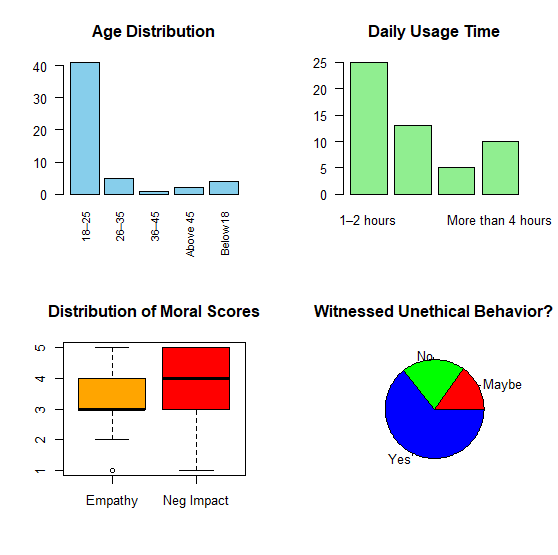 Age Distribution
40
30
20
10
0
18–25
26–35
36–45
Above 45
Below18
Daily Usage Time
25
20
15
10
5
0
1–2 hours
More than 4 hours
Distribution of Moral Scores
5
4
3
2
1
Empathy
Neg Impact
Witnessed Unethical Behavior?
No
Maybe
Yes